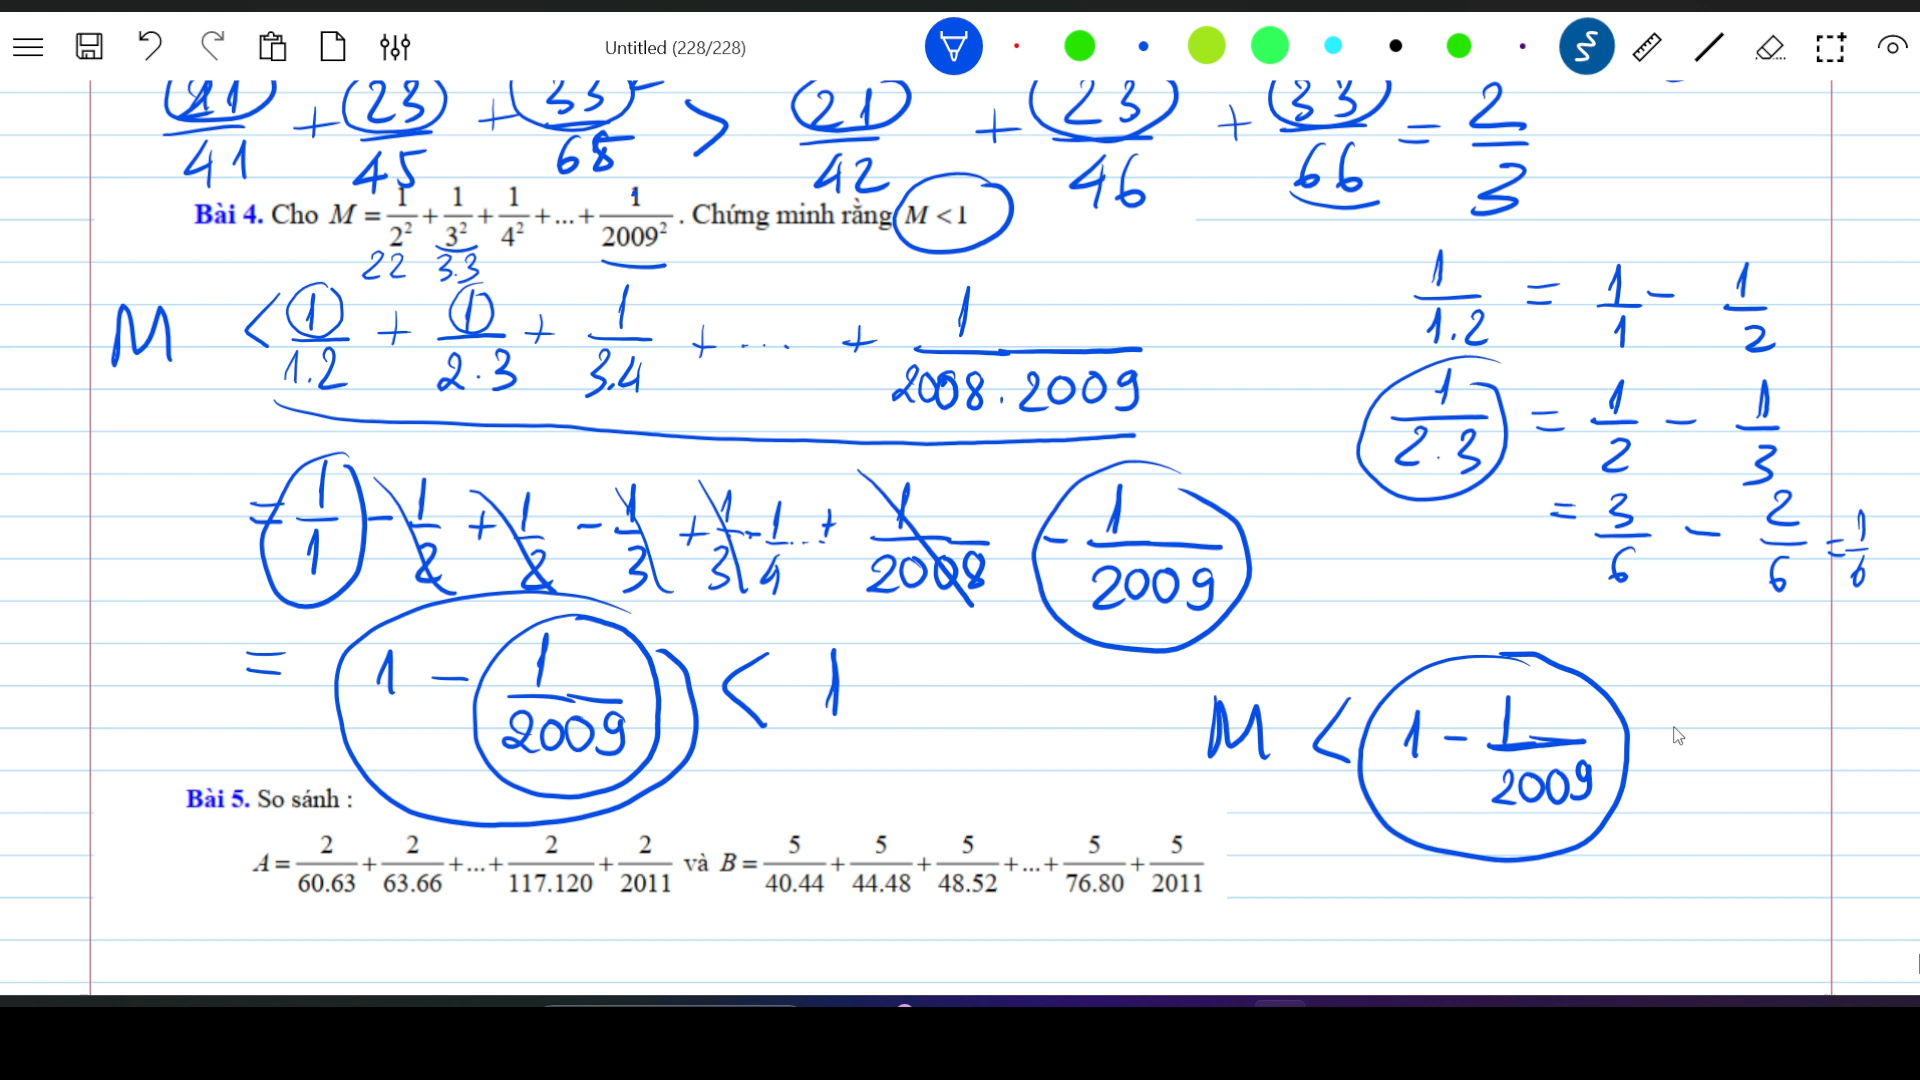 Untitled (228/228)
21/41 + 23/45 + 33/65 > 21/42 + 23/46 + 33/66 = 2/3
Bài 4. Cho M = 1/2² + 1/3² + 1/4² + ... + 1/2009² . Chứng minh rằng M < 1
22 3.3
M < 1/1.2 + 1/2.3 + 1/3.4 + ... + 1/2008.2009
1/1.2 = 1/1 - 1/2
1/2.3 = 1/2 - 1/3
= 3/6 - 2/6 = 1/6
= 1/1 - 1/2 + 1/2 - 1/3 + 1/3 - 1/4 ... + 1/2008 - 1/2009
= 1 - 1/2009 < 1
M < 1 - 1/2009
Bài 5. So sánh :
A = 2/60.63 + 2/63.66 + ... + 2/117.120 + 2/2011 và B = 5/40.44 + 5/44.48 + 5/48.52 + ... + 5/76.80 + 5/2011